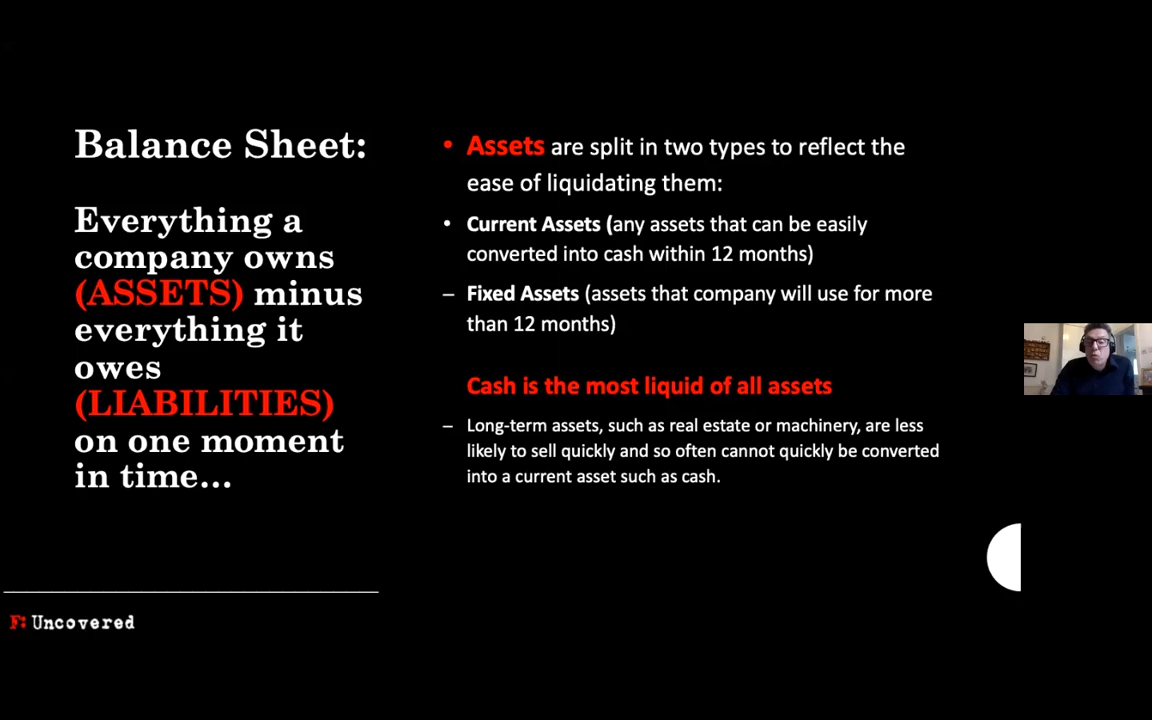 Balance Sheet:
Everything a
company owns
(ASSETS) minus
everything it
owes
(LIABILITIES)
on one moment
in time...
• Assets are split in two types to reflect the
ease of liquidating them:
• Current Assets (any assets that can be easily
converted into cash within 12 months)
– Fixed Assets (assets that company will use for more
than 12 months)
Cash is the most liquid of all assets
– Long-term assets, such as real estate or machinery, are less
likely to sell quickly and so often cannot quickly be converted
into a current asset such as cash.
F: Uncovered